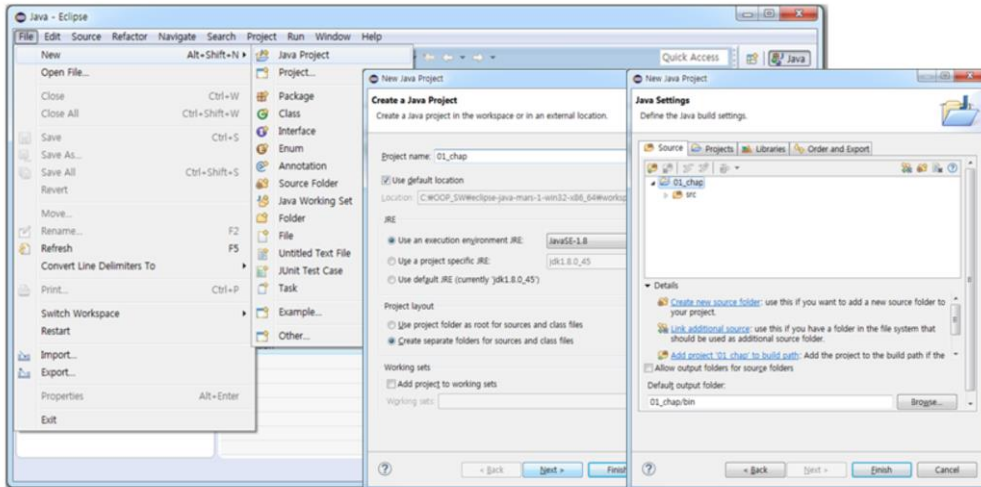 Java - Eclipse
File Edit Source Refactor Navigate Search Project Run Window Help
New Alt+Shift+N
Open File...
Close Ctrl+W
Close All Ctrl+Shift+W
Save Ctrl+S
Save As...
Save All Ctrl+Shift+S
Revert
Move...
Rename... F2
Refresh F5
Convert Line Delimiters To
Print... Ctrl+P
Switch Workspace
Restart
Import...
Export...
Properties Alt+Enter
Exit
Java Project
Project...
Package
Class
Interface
Enum
Annotation
Source Folder
Java Working Set
Folder
File
Untitled Text File
JUnit Test Case
Task
Example...
Other...
Quick Access
Java
New Java Project
Create a Java Project
Create a Java project in the workspace or in an external location.
Project name: 01_chap
Use default location
Location: C:₩OOP_SW₩eclipse-java-mars-1-win32-x86_64₩worksp
JRE
Use an execution environment JRE: JavaSE-1.8
Use a project specific JRE: jdk1.8.0_45
Use default JRE (currently 'jdk1.8.0_45')
Project layout
Use project folder as root for sources and class files
Create separate folders for sources and class files
Working sets
Add project to working sets
Working sets:
< Back Next > Finish
New Java Project
Java Settings
Define the Java build settings.
Source Projects Libraries Order and Export
01_chap
src
Details
Create new source folder: use this if you want to add a new source folder to
your project.
Link additional source: use this if you have a folder in the file system that
should be used as additional source folder.
Add project '01_chap' to build path: Add the project to the build path if the
Allow output folders for source folders
Default output folder:
01_chap/bin Browse...
< Back Next > Finish Cancel